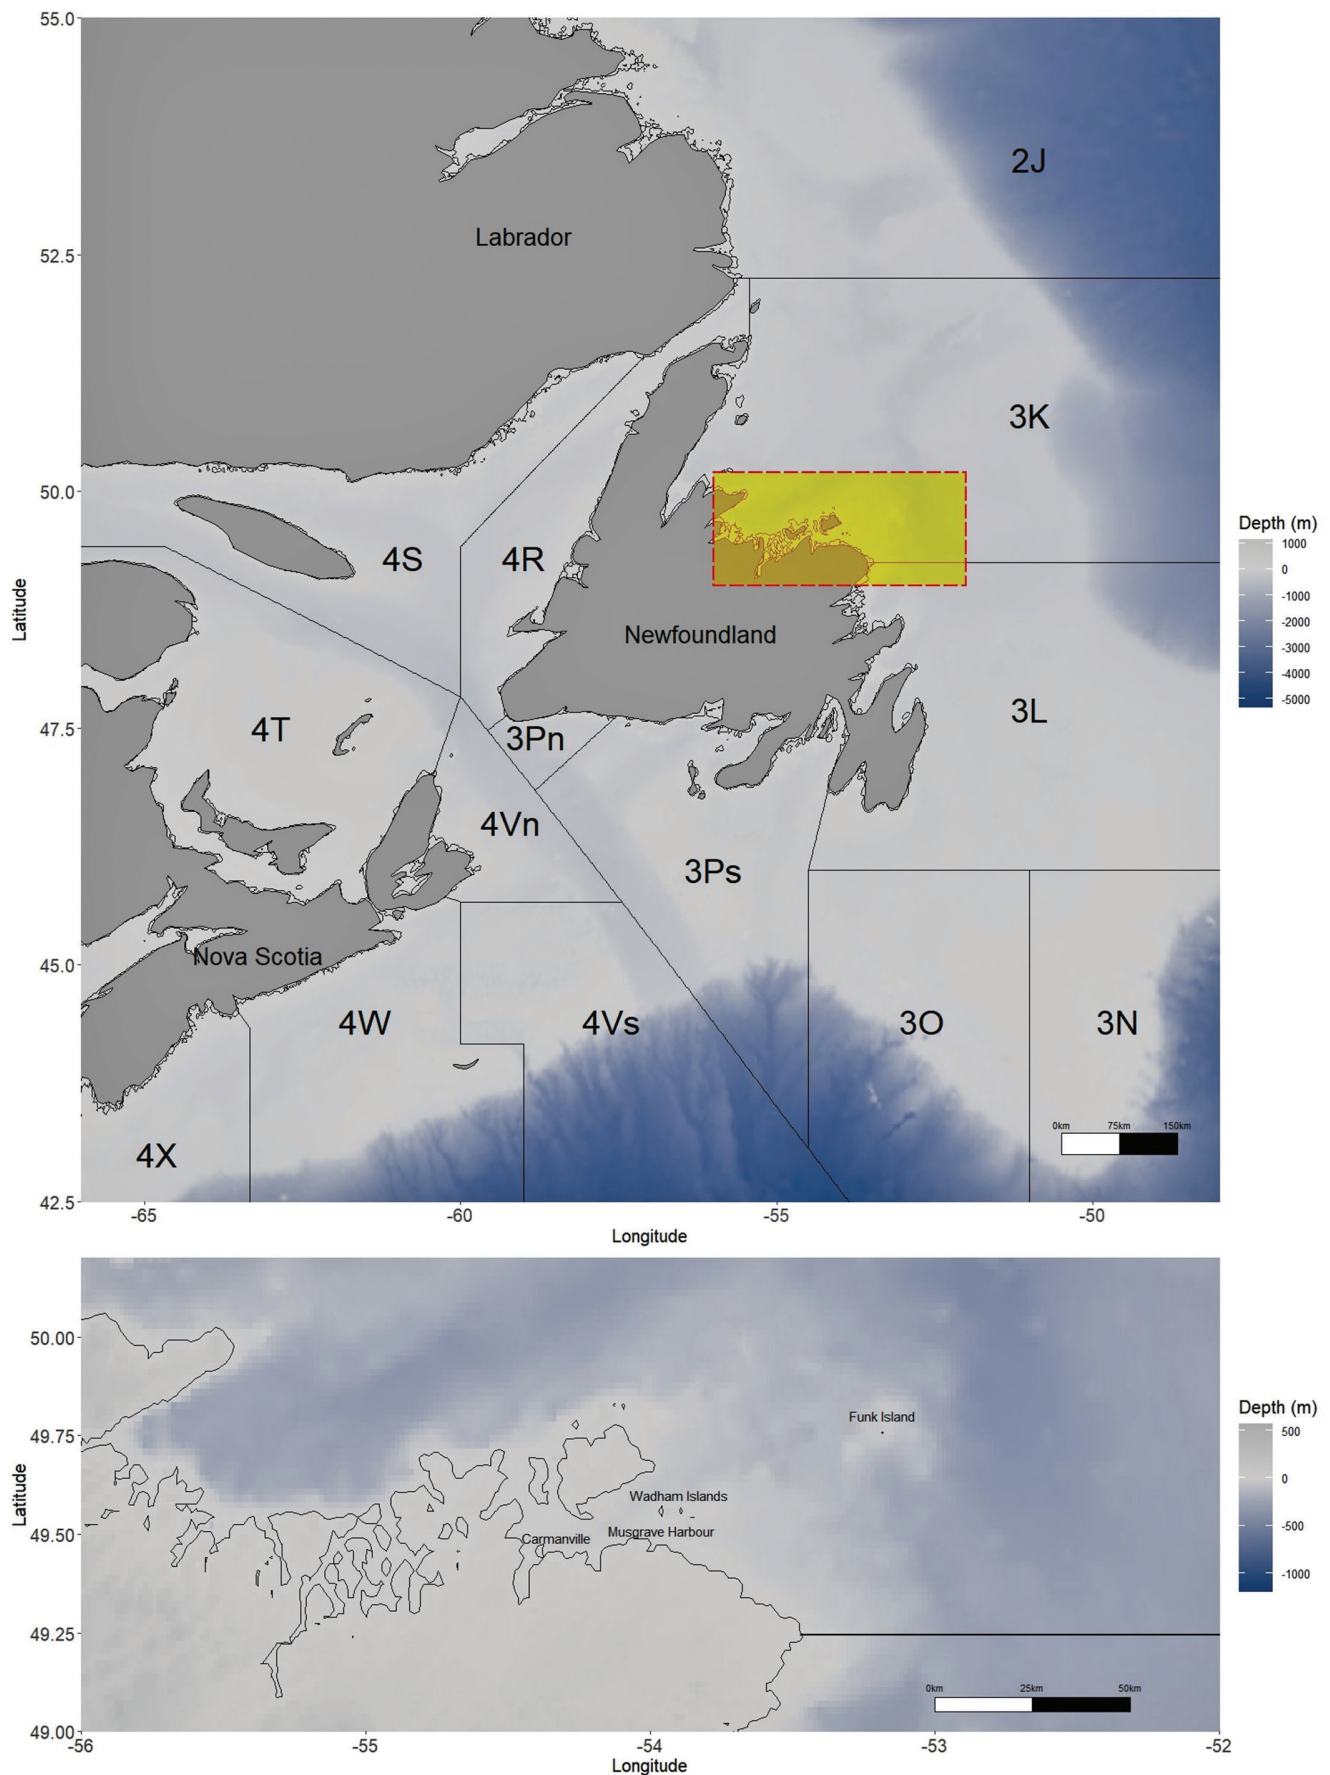 55.0
2J
Labrador
52.5
3K
50.0
4S
4R
Depth (m)
1000
0
-1000
-2000
-3000
-4000
-5000
Latitude
Newfoundland
3L
4T
47.5
3Pn
4Vn
3Ps
Nova Scotia
45.0
4W
4Vs
3O
3N
0km 75km 150km
4X
42.5
-65 -60 -55 -50
Longitude
50.00
Funk Island
Depth (m)
500
0
-500
-1000
49.75
Latitude
Wadham Islands
49.50
Musgrave Harbour
Carmanville
49.25
0km 25km 50km
49.00
-56 -55 -54 -53 -52
Longitude